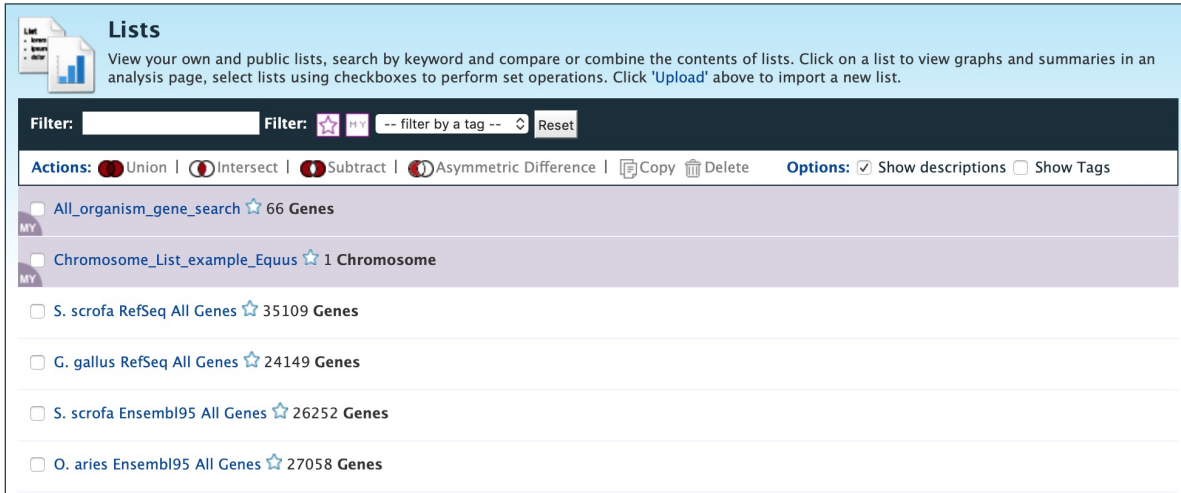 Lists
List
lorem
ipsum
dolor
View your own and public lists, search by keyword and compare or combine the contents of lists. Click on a list to view graphs and summaries in an
analysis page, select lists using checkboxes to perform set operations. Click 'Upload' above to import a new list.
Filter: Filter: MY -- filter by a tag -- Reset
Actions: Union | Intersect | Subtract | Asymmetric Difference | Copy Delete Options: Show descriptions Show Tags
All_organism_gene_search 66 Genes
MY
Chromosome_List_example_Equus 1 Chromosome
MY
S. scrofa RefSeq All Genes 35109 Genes
G. gallus RefSeq All Genes 24149 Genes
S. scrofa Ensembl95 All Genes 26252 Genes
O. aries Ensembl95 All Genes 27058 Genes